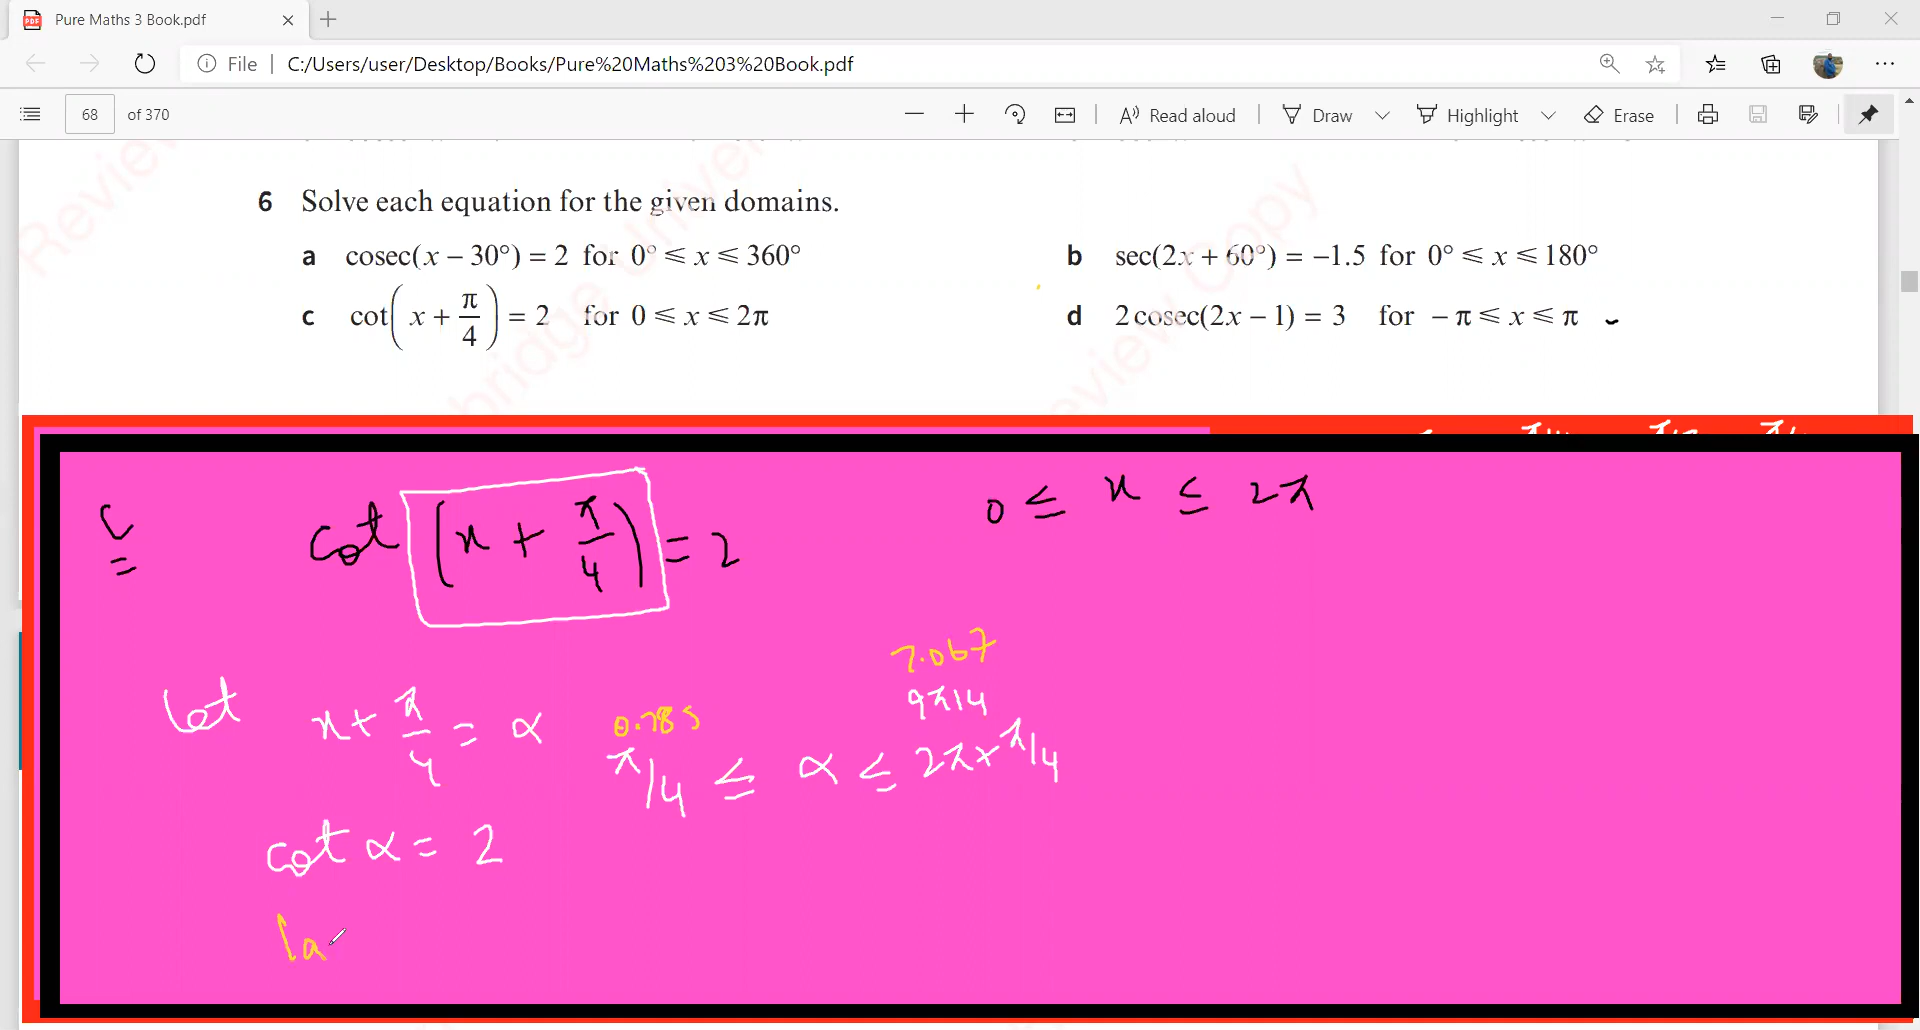 Pure Maths 3 Book.pdf
File | C:/Users/user/Desktop/Books/Pure%20Maths%203%20Book.pdf
68 of 370 Read aloud Draw Highlight Erase
6 Solve each equation for the given domains.
a cosec(x − 30°) = 2 for 0° ⩽ x ⩽ 360° b sec(2x + 60°) = −1.5 for 0° ⩽ x ⩽ 180°
c cot(x + π/4) = 2 for 0 ⩽ x ⩽ 2π d 2 cosec(2x − 1) = 3 for − π ⩽ x ⩽ π
Review
Review Copy
cot (x + π/4) = 2 0 ≤ x ≤ 2π
7.067
9π/4
let x + π/4 = α 0.785
π/4 ≤ α ≤ 2π + π/4
cot α = 2